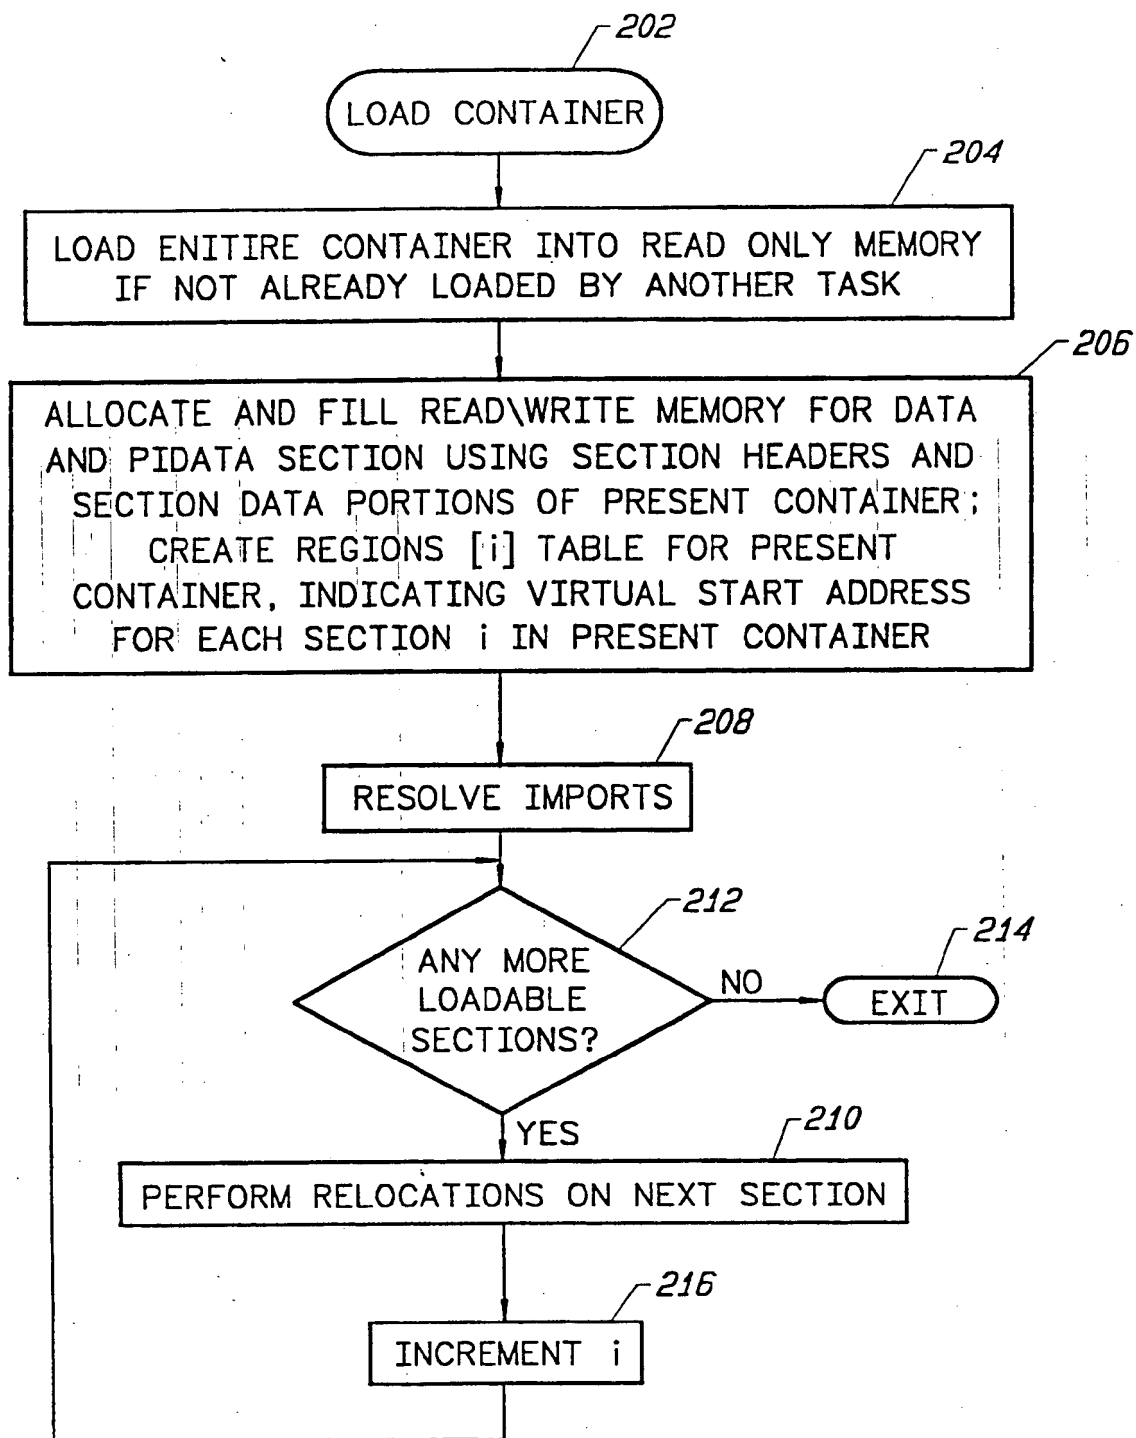 202
LOAD CONTAINER
204
LOAD ENITIRE CONTAINER INTO READ ONLY MEMORY
IF NOT ALREADY LOADED BY ANOTHER TASK
206
ALLOCATE AND FILL READ\WRITE MEMORY FOR DATA
AND PIDATA SECTION USING SECTION HEADERS AND
SECTION DATA PORTIONS OF PRESENT CONTAINER;
CREATE REGIONS [i] TABLE FOR PRESENT
CONTAINER, INDICATING VIRTUAL START ADDRESS
FOR EACH SECTION i IN PRESENT CONTAINER
208
RESOLVE IMPORTS
212
ANY MORE
LOADABLE
SECTIONS?
NO
214
EXIT
YES
210
PERFORM RELOCATIONS ON NEXT SECTION
216
INCREMENT i